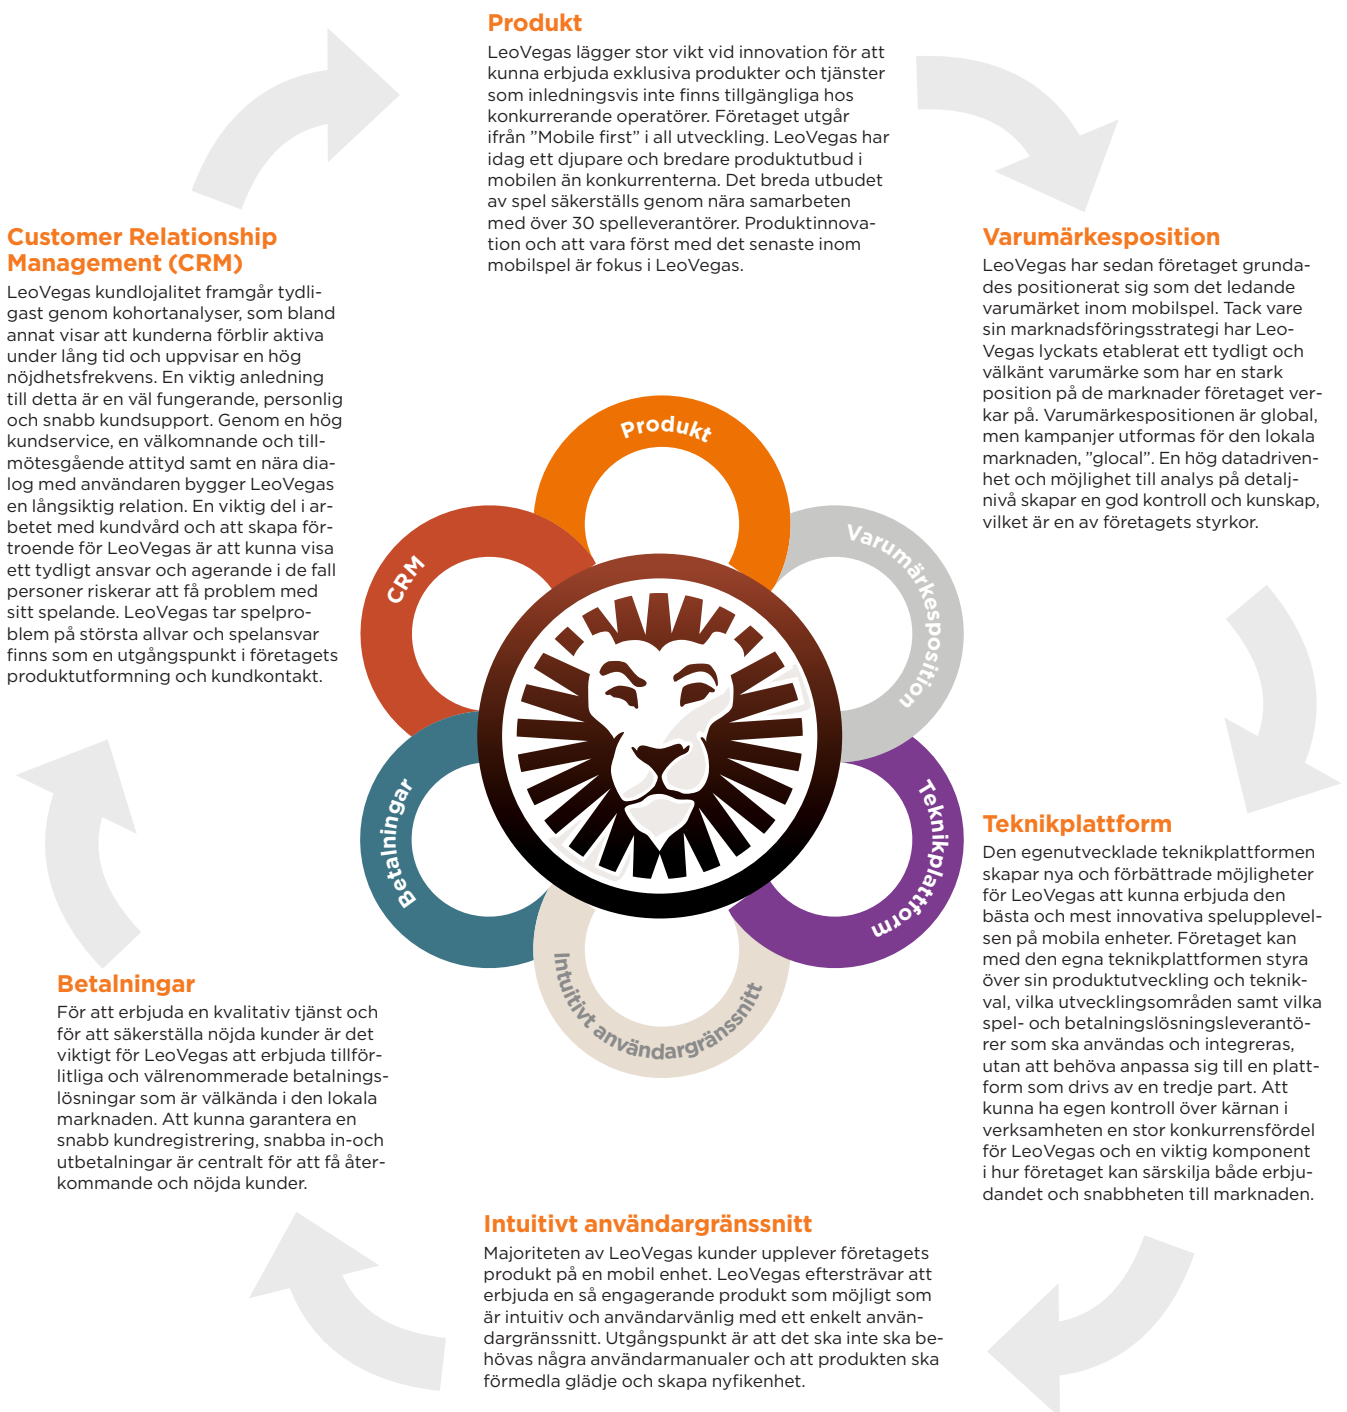 Produkt
LeoVegas lägger stor vikt vid innovation för att
kunna erbjuda exklusiva produkter och tjänster
som inledningsvis inte finns tillgängliga hos
konkurrerande operatörer. Företaget utgår
ifrån ”Mobile first” i all utveckling. LeoVegas har
idag ett djupare och bredare produktutbud i
mobilen än konkurrenterna. Det breda utbudet
av spel säkerställs genom nära samarbeten
med över 30 spelleverantörer. Produktinnova-
tion och att vara först med det senaste inom
mobilspel är fokus i LeoVegas.
Varumärkesposition
LeoVegas har sedan företaget grunda-
des positionerat sig som det ledande
varumärket inom mobilspel. Tack vare
sin marknadsföringsstrategi har Leo-
Vegas lyckats etablerat ett tydligt och
välkänt varumärke som har en stark
position på de marknader företaget ver-
kar på. Varumärkespositionen är global,
men kampanjer utformas för den lokala
marknaden, ”glocal”. En hög datadriven-
het och möjlighet till analys på detalj-
nivå skapar en god kontroll och kunskap,
vilket är en av företagets styrkor.
Teknikplattform
Den egenutvecklade teknikplattformen
skapar nya och förbättrade möjligheter
för LeoVegas att kunna erbjuda den
bästa och mest innovativa spelupplevel-
sen på mobila enheter. Företaget kan
med den egna teknikplattformen styra
över sin produktutveckling och teknik-
val, vilka utvecklingsområden samt vilka
spel- och betalningslösningsleverantö-
rer som ska användas och integreras,
utan att behöva anpassa sig till en platt-
form som drivs av en tredje part. Att
kunna ha egen kontroll över kärnan i
verksamheten en stor konkurrensfördel
för LeoVegas och en viktig komponent
i hur företaget kan särskilja både erbju-
dandet och snabbheten till marknaden.
Intuitivt användargränssnitt
Majoriteten av LeoVegas kunder upplever företagets
produkt på en mobil enhet. LeoVegas eftersträvar att
erbjuda en så engagerande produkt som möjligt som
är intuitiv och användarvänlig med ett enkelt använ-
dargränssnitt. Utgångspunkt är att det ska inte ska be-
hövas några användarmanualer och att produkten ska
förmedla glädje och skapa nyfikenhet.
Betalningar
För att erbjuda en kvalitativ tjänst och
för att säkerställa nöjda kunder är det
viktigt för LeoVegas att erbjuda tillför-
litliga och välrenommerade betalnings-
lösningar som är välkända i den lokala
marknaden. Att kunna garantera en
snabb kundregistrering, snabba in-och
utbetalningar är centralt för att få åter-
kommande och nöjda kunder.
Customer Relationship
Management (CRM)
LeoVegas kundlojalitet framgår tydli-
gast genom kohortanalyser, som bland
annat visar att kunderna förblir aktiva
under lång tid och uppvisar en hög
nöjdhetsfrekvens. En viktig anledning
till detta är en väl fungerande, personlig
och snabb kundsupport. Genom en hög
kundservice, en välkomnande och till-
mötesgående attityd samt en nära dia-
log med användaren bygger LeoVegas
en långsiktig relation. En viktig del i ar-
betet med kundvård och att skapa för-
troende för LeoVegas är att kunna visa
ett tydligt ansvar och agerande i de fall
personer riskerar att få problem med
sitt spelande. LeoVegas tar spelpro-
blem på största allvar och spelansvar
finns som en utgångspunkt i företagets
produktutformning och kundkontakt.
Produkt
Varumärkesposition
Teknikplattform
Intuitivt användargränssnitt
Betalningar
CRM